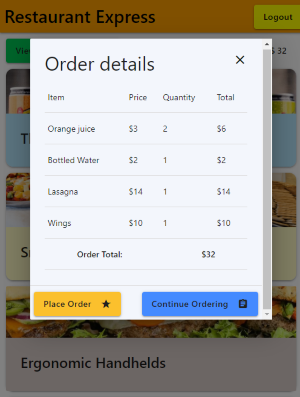 Restaurant Express
Logout
Vie
$ 32
Order details
Item Price Quantity Total
Orange juice $3 2 $6
Bottled Water $2 1 $2
Lasagna $14 1 $14
Wings $10 1 $10
Order Total: $32
Place Order
Continue Ordering
Ergonomic Handhelds